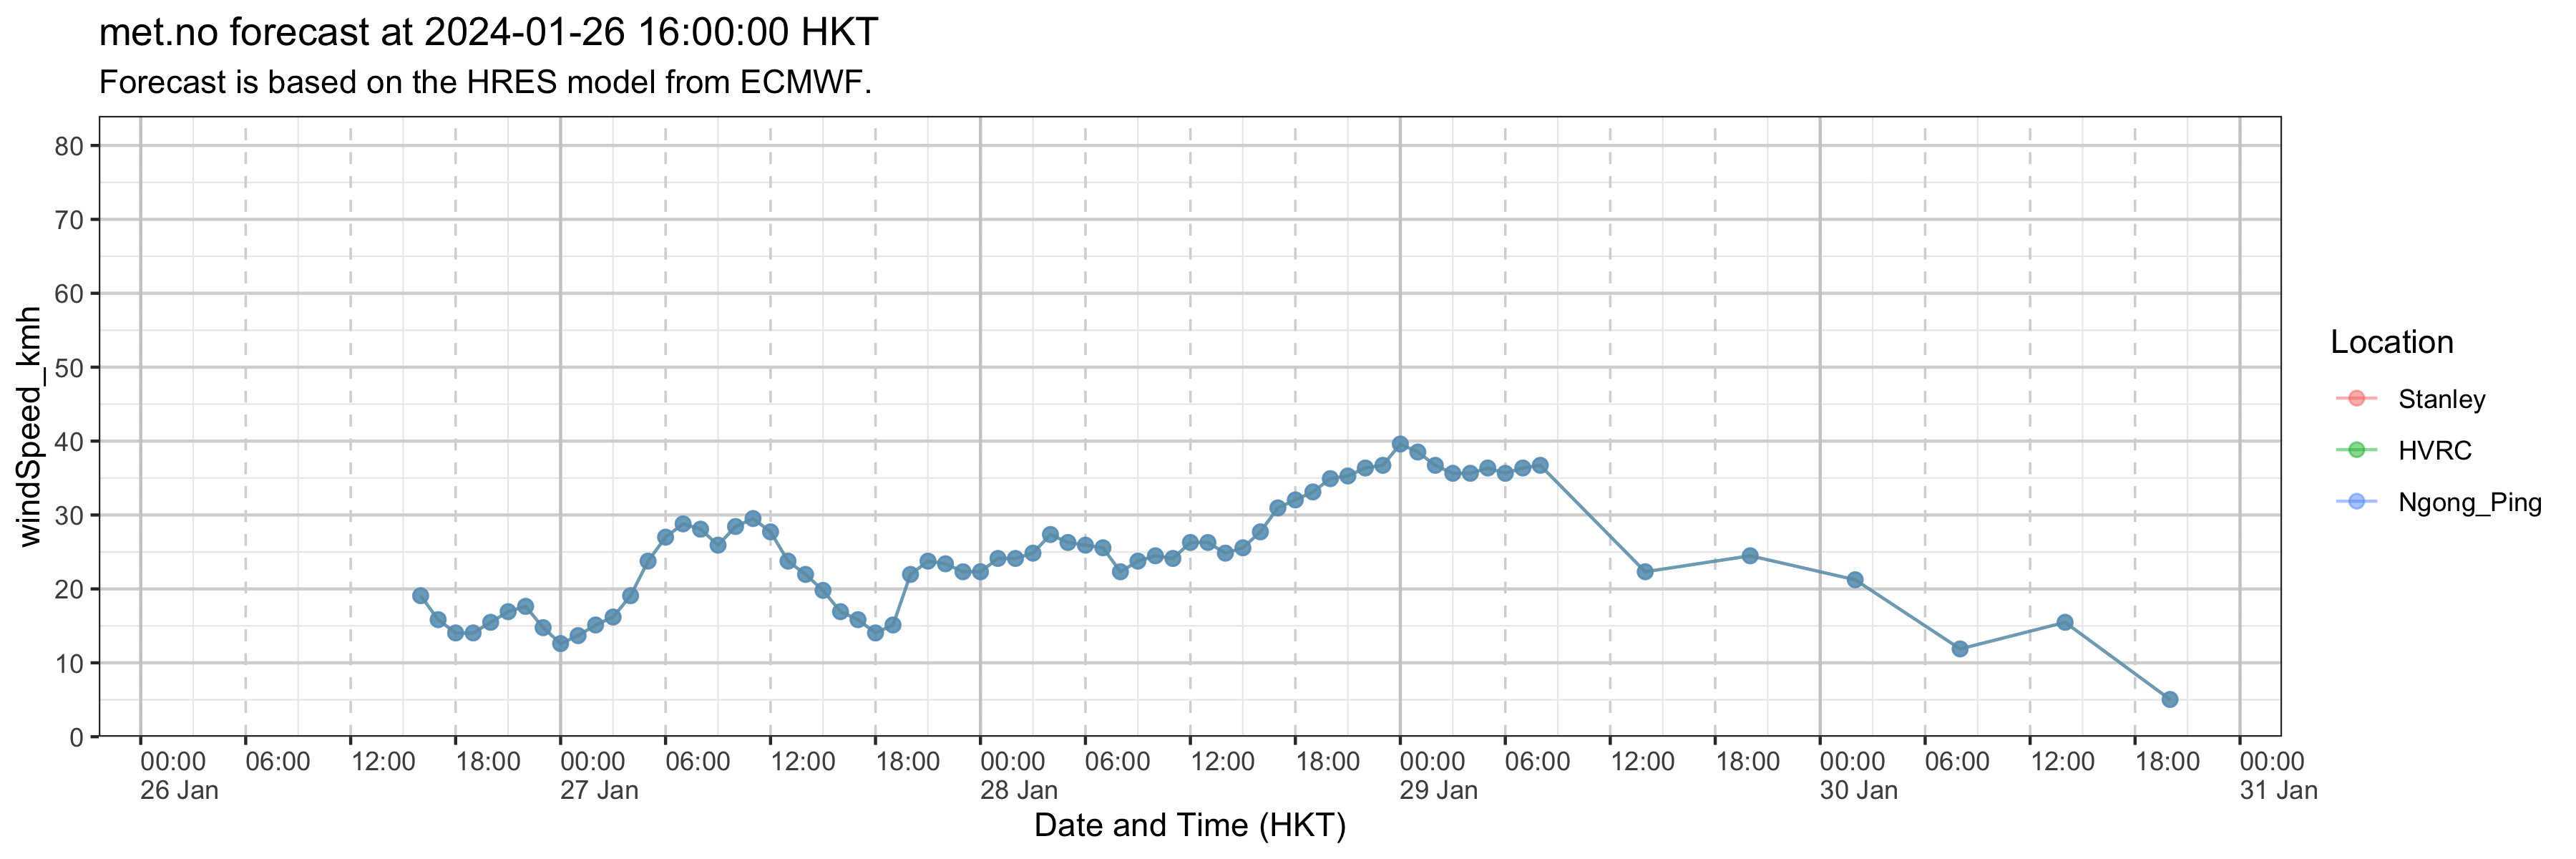 met.no forecast at 2024-01-26 16:00:00 HKT
Forecast is based on the HRES model from ECMWF.
windSpeed_kmh
80
70
60
50
40
30
20
10
0
00:00 06:00 12:00 18:00 00:00 06:00 12:00 18:00 00:00 06:00 12:00 18:00 00:00 06:00 12:00 18:00 00:00 06:00 12:00 18:00 00:00
26 Jan 27 Jan 28 Jan 29 Jan 30 Jan 31 Jan
Date and Time (HKT)
Location
Stanley
HVRC
Ngong_Ping